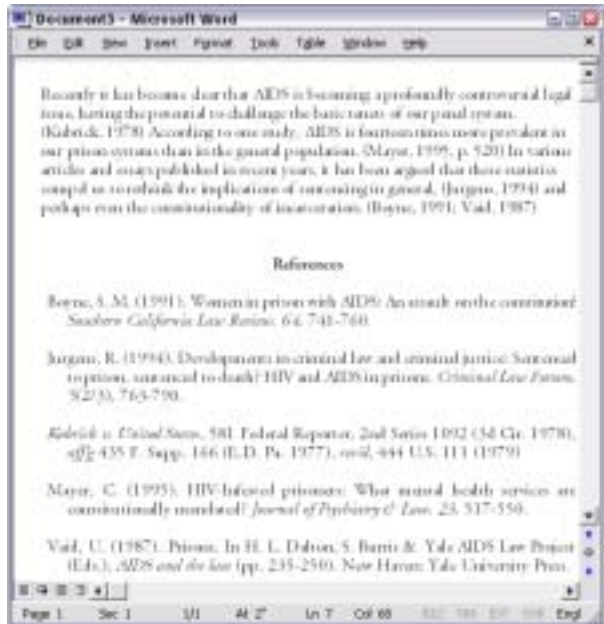 Document3 - Microsoft Word
File Edit View Insert Format Tools Table Window Help
Recently it has become clear that AIDS is becoming a profoundly controversial legal
issue, having the potential to challenge the basic tenets of our penal system.
(Kubrick, 1978) According to one study, AIDS is fourteen times more prevalent in
our prison systems than in the general population. (Mayer, 1995, p. 520) In various
articles and essays published in recent years, it has been argued that these statistics
compel us to rethink the implications of sentencing in general, (Jurgens, 1994) and
perhaps even the constitutionality of incarceration. (Boyne, 1991; Vaid, 1987)
References
Boyne, S. M. (1991). Women in prison with AIDS: An assault on the constitution?
Southern California Law Review, 64, 741-760.
Jurgens, R. (1994). Developments in criminal law and criminal justice: Sentenced
to prison, sentenced to death? HIV and AIDS in prisons. Criminal Law Forum,
5(2/3), 763-790.
Kubrick v. United States, 581 Federal Reporter, 2nd Series 1092 (3d Cir. 1978),
aff'g 435 F. Supp. 166 (E.D. Pa. 1977), 444 U.S. 111 (1979)
Mayer, C. (1995). HIV-Infected prisoners: What mental health services are
constitutionally mandated? Journal of Psychiatry & Law, 23, 517-550.
Vaid, U. (1987). Prisons. In H. L. Dalton, S. Burris & Yale AIDS Law Project
(Eds.), AIDS and the law (pp. 235-250). New Haven: Yale University Press.
Page 1 Sec 1 1/1 At 2" Ln 7 Col 68 REC TRK EXT OVR Engl